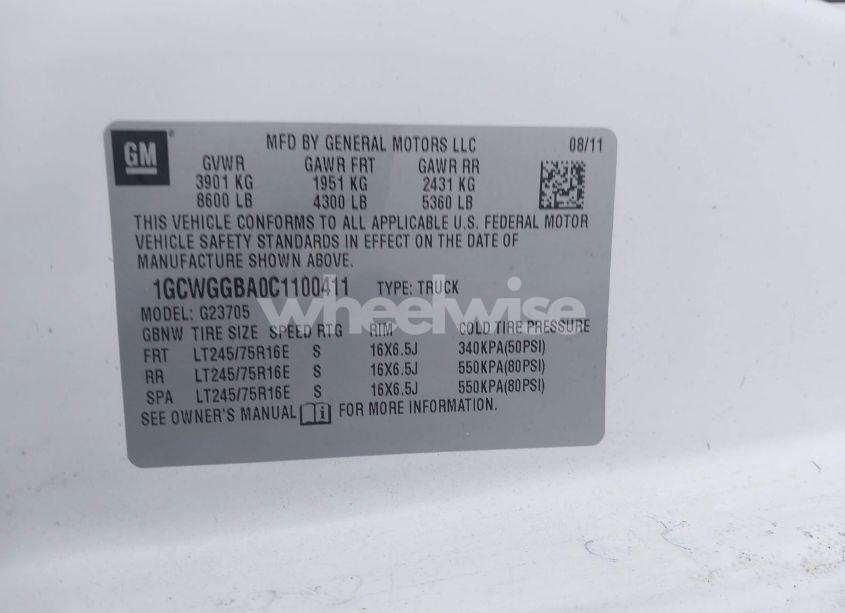 GM
MFD BY GENERAL MOTORS LLC 08/11
GVWR GAWR FRT GAWR RR
3901 KG 1951 KG 2431 KG
8600 LB 4300 LB 5360 LB
THIS VEHICLE CONFORMS TO ALL APPLICABLE U.S. FEDERAL MOTOR
VEHICLE SAFETY STANDARDS IN EFFECT ON THE DATE OF
MANUFACTURE SHOWN ABOVE.
1GCWGGBA0C1100411 TYPE: TRUCK
wheelwise
MODEL: G23705
GBNW TIRE SIZE SPEED RTG RIM COLD TIRE PRESSURE
FRT LT245/75R16E S 16X6.5J 340KPA(50PSI)
RR LT245/75R16E S 16X6.5J 550KPA(80PSI)
SPA LT245/75R16E S 16X6.5J 550KPA(80PSI)
SEE OWNER'S MANUAL i FOR MORE INFORMATION.